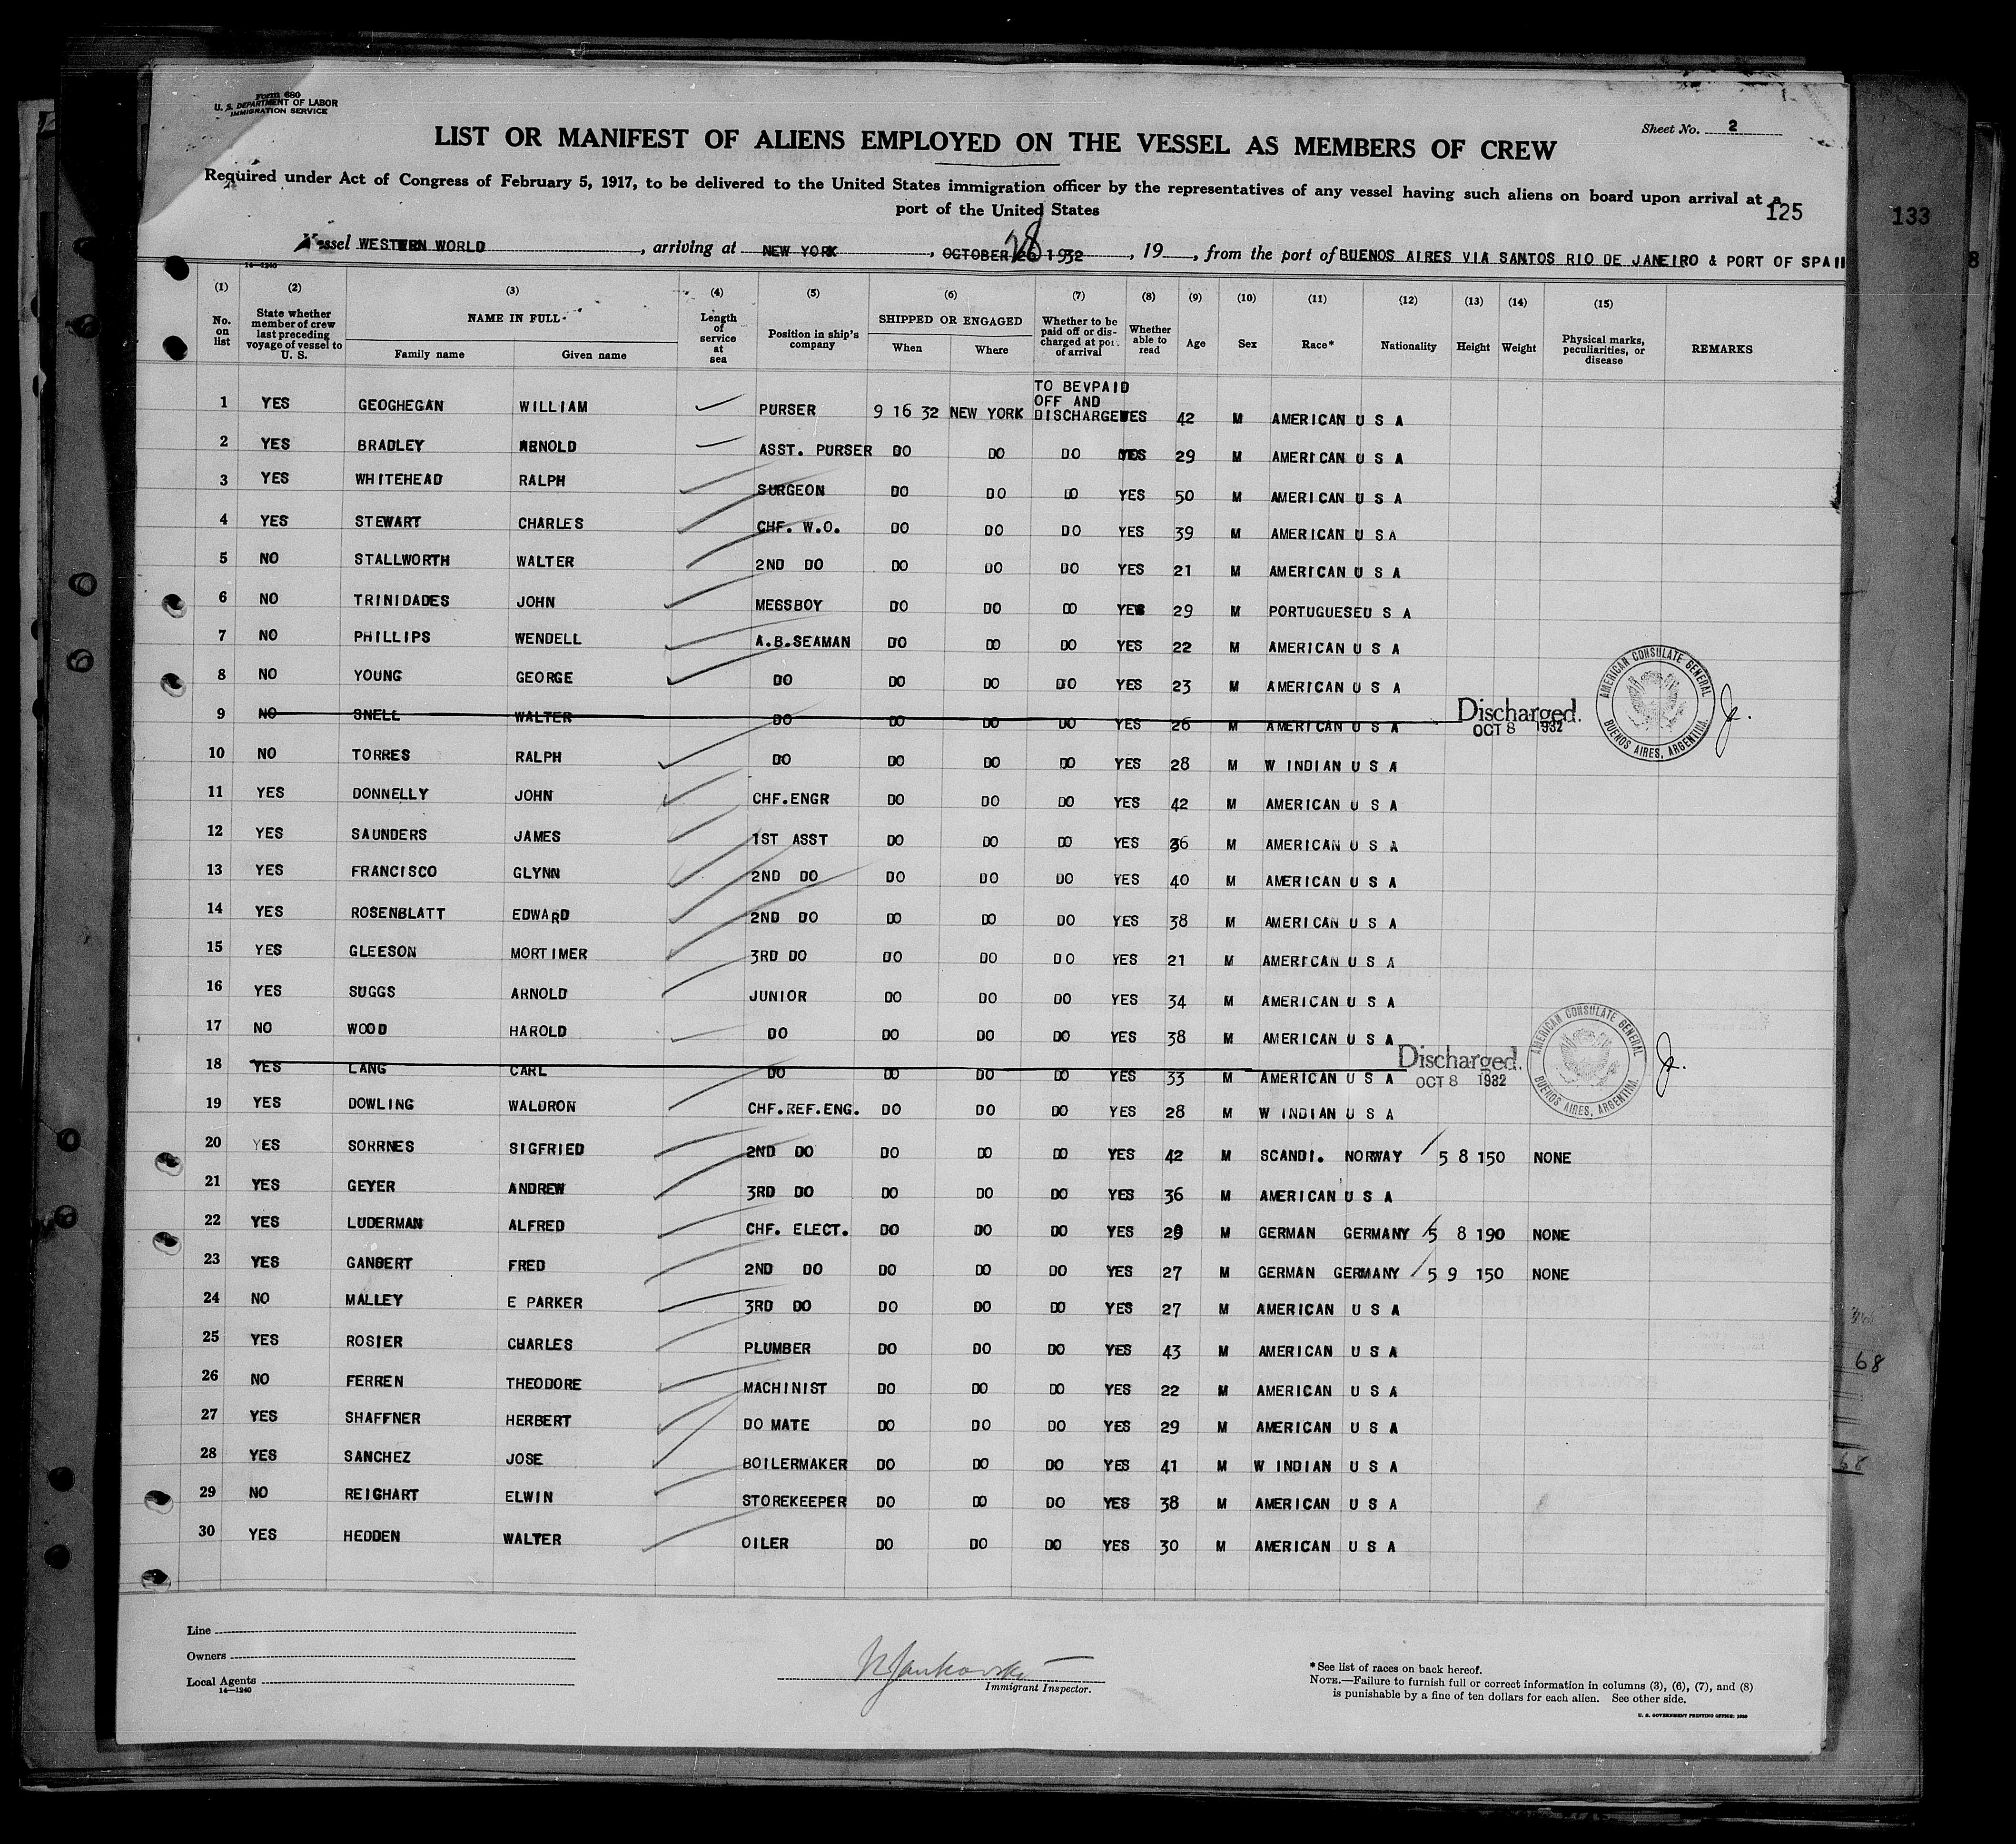 Form 680
U. S. DEPARTMENT OF LABOR
IMMIGRATION SERVICE
Sheet No. 2
LIST OR MANIFEST OF ALIENS EMPLOYED ON THE VESSEL AS MEMBERS OF CREW
Required under Act of Congress of February 5, 1917, to be delivered to the United States immigration officer by the representatives of any vessel having such aliens on board upon arrival at a
port of the United States
125
133
Vessel WESTERN WORLD , arriving at NEW YORK , OCTOBER 26 28 1932 , 19 , from the port of BUENOS AIRES VIA SANTOS RIO DE JANEIRO & PORT OF SPAI
14—1240
(1) No. on list (2) State whether member of crew last preceding voyage of vessel to U. S. (3) NAME IN FULL Family name Given name (4) Length of service at sea (5) Position in ship's company (6) SHIPPED OR ENGAGED When Where (7) Whether to be paid off or discharged at port of arrival (8) Whether able to read (9) Age (10) Sex (11) Race* (12) Nationality (13) Height (14) Weight (15) Physical marks, peculiarities, or disease REMARKS
1 YES GEOGHEGAN WILLIAM PURSER 9 16 32 NEW YORK TO BEVPAID OFF AND DISCHARGED YES 42 M AMERICAN U S A
2 YES BRADLEY ARNOLD ASST. PURSER DO DO DO YES 29 M AMERICAN U S A
3 YES WHITEHEAD RALPH SURGEON DO DO DO YES 50 M AMERICAN U S A
4 YES STEWART CHARLES CHF. W.O. DO DO DO YES 39 M AMERICAN U S A
5 NO STALLWORTH WALTER 2ND DO DO DO DO YES 21 M AMERICAN U S A
6 NO TRINIDADES JOHN MESSBOY DO DO DO YES 29 M PORTUGUESE U S A
7 NO PHILLIPS WENDELL A.B.SEAMAN DO DO DO YES 22 M AMERICAN U S A
8 NO YOUNG GEORGE DO DO DO DO YES 23 M AMERICAN U S A
9 NO SNELL WALTER DO DO DO DO YES 26 M AMERICAN U S A Discharged. OCT 8 1932
AMERICAN CONSULATE GENERAL BUENOS AIRES, ARGENTINA.
10 NO TORRES RALPH DO DO DO DO YES 28 M W INDIAN U S A
11 YES DONNELLY JOHN CHF.ENGR DO DO DO YES 42 M AMERICAN U S A
12 YES SAUNDERS JAMES 1ST ASST DO DO DO YES 36 M AMERICAN U S A
13 YES FRANCISCO GLYNN 2ND DO DO DO DO YES 40 M AMERICAN U S A
14 YES ROSENBLATT EDWARD 2ND DO DO DO DO YES 38 M AMERICAN U S A
15 YES GLEESON MORTIMER 3RD DO DO DO DO YES 21 M AMERICAN U S A
16 YES SUGGS ARNOLD JUNIOR DO DO DO YES 34 M AMERICAN U S A
17 NO WOOD HAROLD DO DO DO DO YES 38 M AMERICAN U S A
18 YES LANG CARL DO DO DO DO YES 33 M AMERICAN U S A Discharged. OCT 8 1932
AMERICAN CONSULATE GENERAL BUENOS AIRES, ARGENTINA.
19 YES DOWLING WALDRON CHF.REF.ENG. DO DO DO YES 28 M W INDIAN U S A
20 YES SORRNES SIGFRIED 2ND DO DO DO DO YES 42 M SCANDI. NORWAY 5 8 150 NONE
21 YES GEYER ANDREW 3RD DO DO DO DO YES 36 M AMERICAN U S A
22 YES LUDERMAN ALFRED CHF. ELECT. DO DO DO YES 29 M GERMAN GERMANY 5 8 190 NONE
23 YES GANBERT FRED 2ND DO DO DO DO YES 27 M GERMAN GERMANY 5 9 150 NONE
24 NO MALLEY E PARKER 3RD DO DO DO DO YES 27 M AMERICAN U S A
25 YES ROSIER CHARLES PLUMBER DO DO DO YES 43 M AMERICAN U S A
26 NO FERREN THEODORE MACHINIST DO DO DO YES 22 M AMERICAN U S A
27 YES SHAFFNER HERBERT DO MATE DO DO DO YES 29 M AMERICAN U S A
28 YES SANCHEZ JOSE BOILERMAKER DO DO DO YES 41 M W INDIAN U S A
29 NO REIGHART ELWIN STOREKEEPER DO DO DO YES 38 M AMERICAN U S A
30 YES HEDDEN WALTER OILER DO DO DO YES 30 M AMERICAN U S A
68
68
Line
Owners
Local Agents
14—1240
Immigrant Inspector.
*See list of races on back hereof.
NOTE.—Failure to furnish full or correct information in columns (3), (6), (7), and (8)
is punishable by a fine of ten dollars for each alien. See other side.
U. S. GOVERNMENT PRINTING OFFICE: 1930